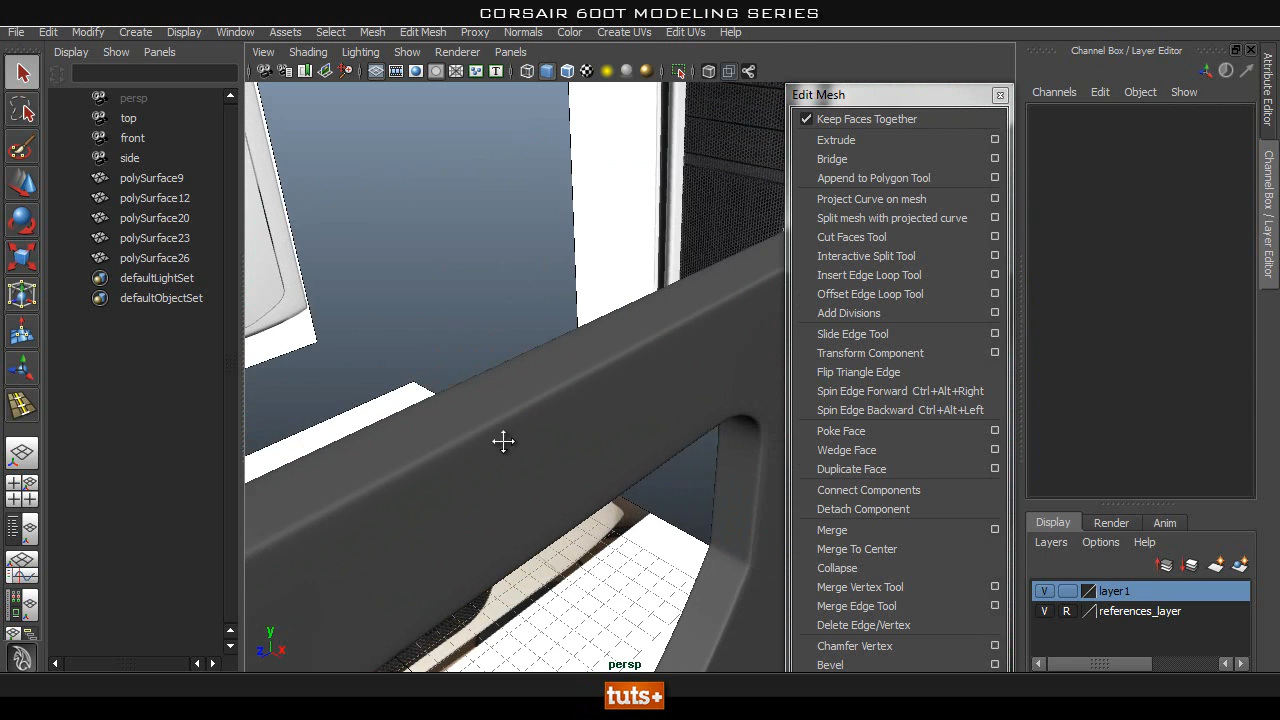 CORSAIR 600T MODELING SERIES
File Edit Modify Create Display Window Assets Select Mesh Edit Mesh Proxy Normals Color Create UVs Edit UVs Help
Display Show Panels
View Shading Lighting Show Renderer Panels
Channel Box / Layer Editor
Channels Edit Object Show
persp
top
front
side
polySurface9
polySurface12
polySurface20
polySurface23
polySurface26
defaultLightSet
defaultObjectSet
y
z x
persp
Edit Mesh
Keep Faces Together
Extrude
Bridge
Append to Polygon Tool
Project Curve on mesh
Split mesh with projected curve
Cut Faces Tool
Interactive Split Tool
Insert Edge Loop Tool
Offset Edge Loop Tool
Add Divisions
Slide Edge Tool
Transform Component
Flip Triangle Edge
Spin Edge Forward Ctrl+Alt+Right
Spin Edge Backward Ctrl+Alt+Left
Poke Face
Wedge Face
Duplicate Face
Connect Components
Detach Component
Merge
Merge To Center
Collapse
Merge Vertex Tool
Merge Edge Tool
Delete Edge/Vertex
Chamfer Vertex
Bevel
Display Render Anim
Layers Options Help
V layer1
V R references_layer
Attribute Editor
Channel Box / Layer Editor
tuts+